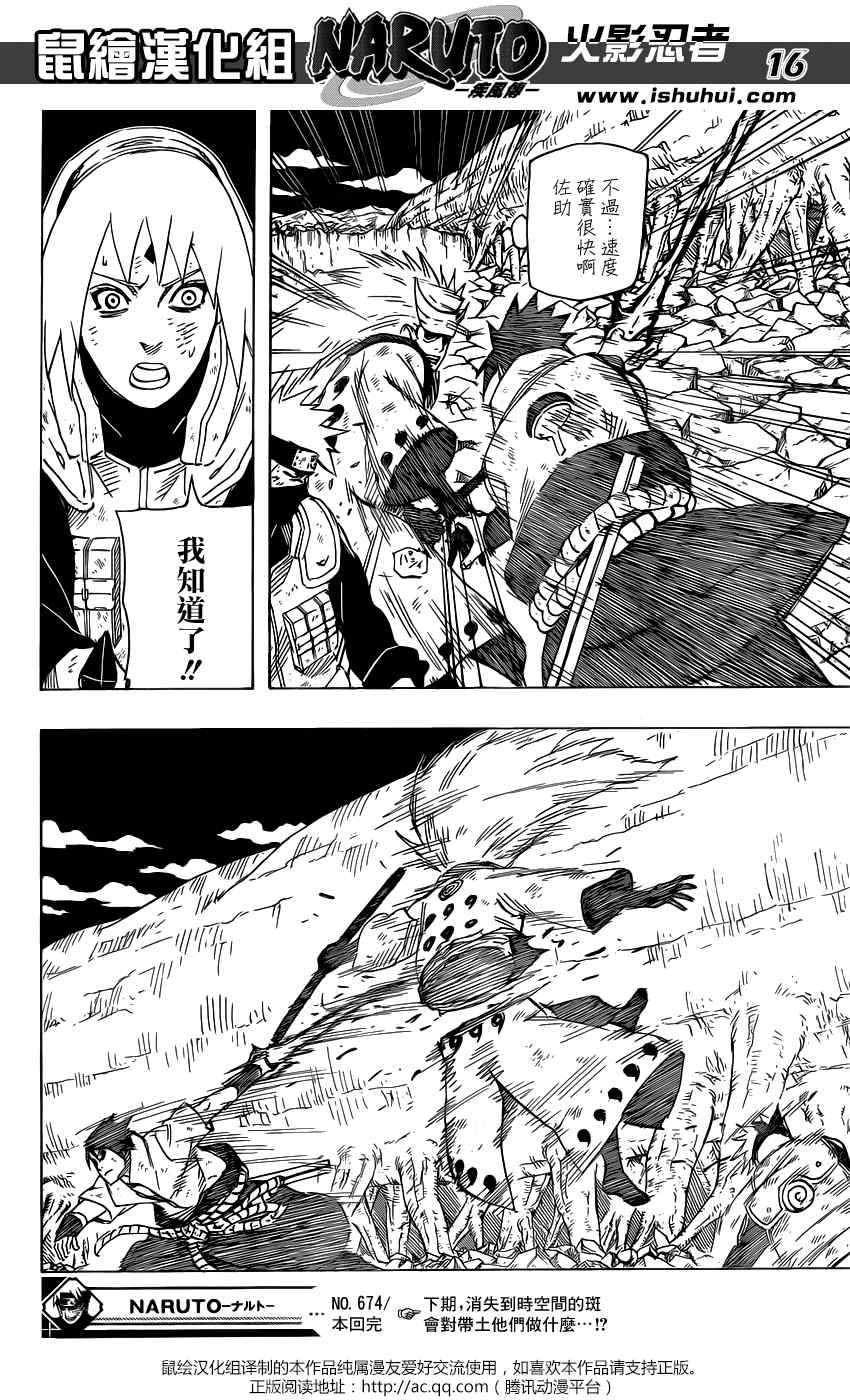 鼠繪漢化組
NARUTO
-疾風傳-
火影忍者
16
www.ishuhui.com
不過…速度
確實很快啊
佐助
我知道了!!
NARUTO—ナルト—
… NO.674/
本回完
☞下期,消失到時空間的斑
會對帶土他們做什麼…!?
鼠绘汉化组译制的本作品纯属漫友爱好交流使用，如喜欢本作品请支持正版。
正版阅读地址：http://ac.qq.com（腾讯动漫平台）